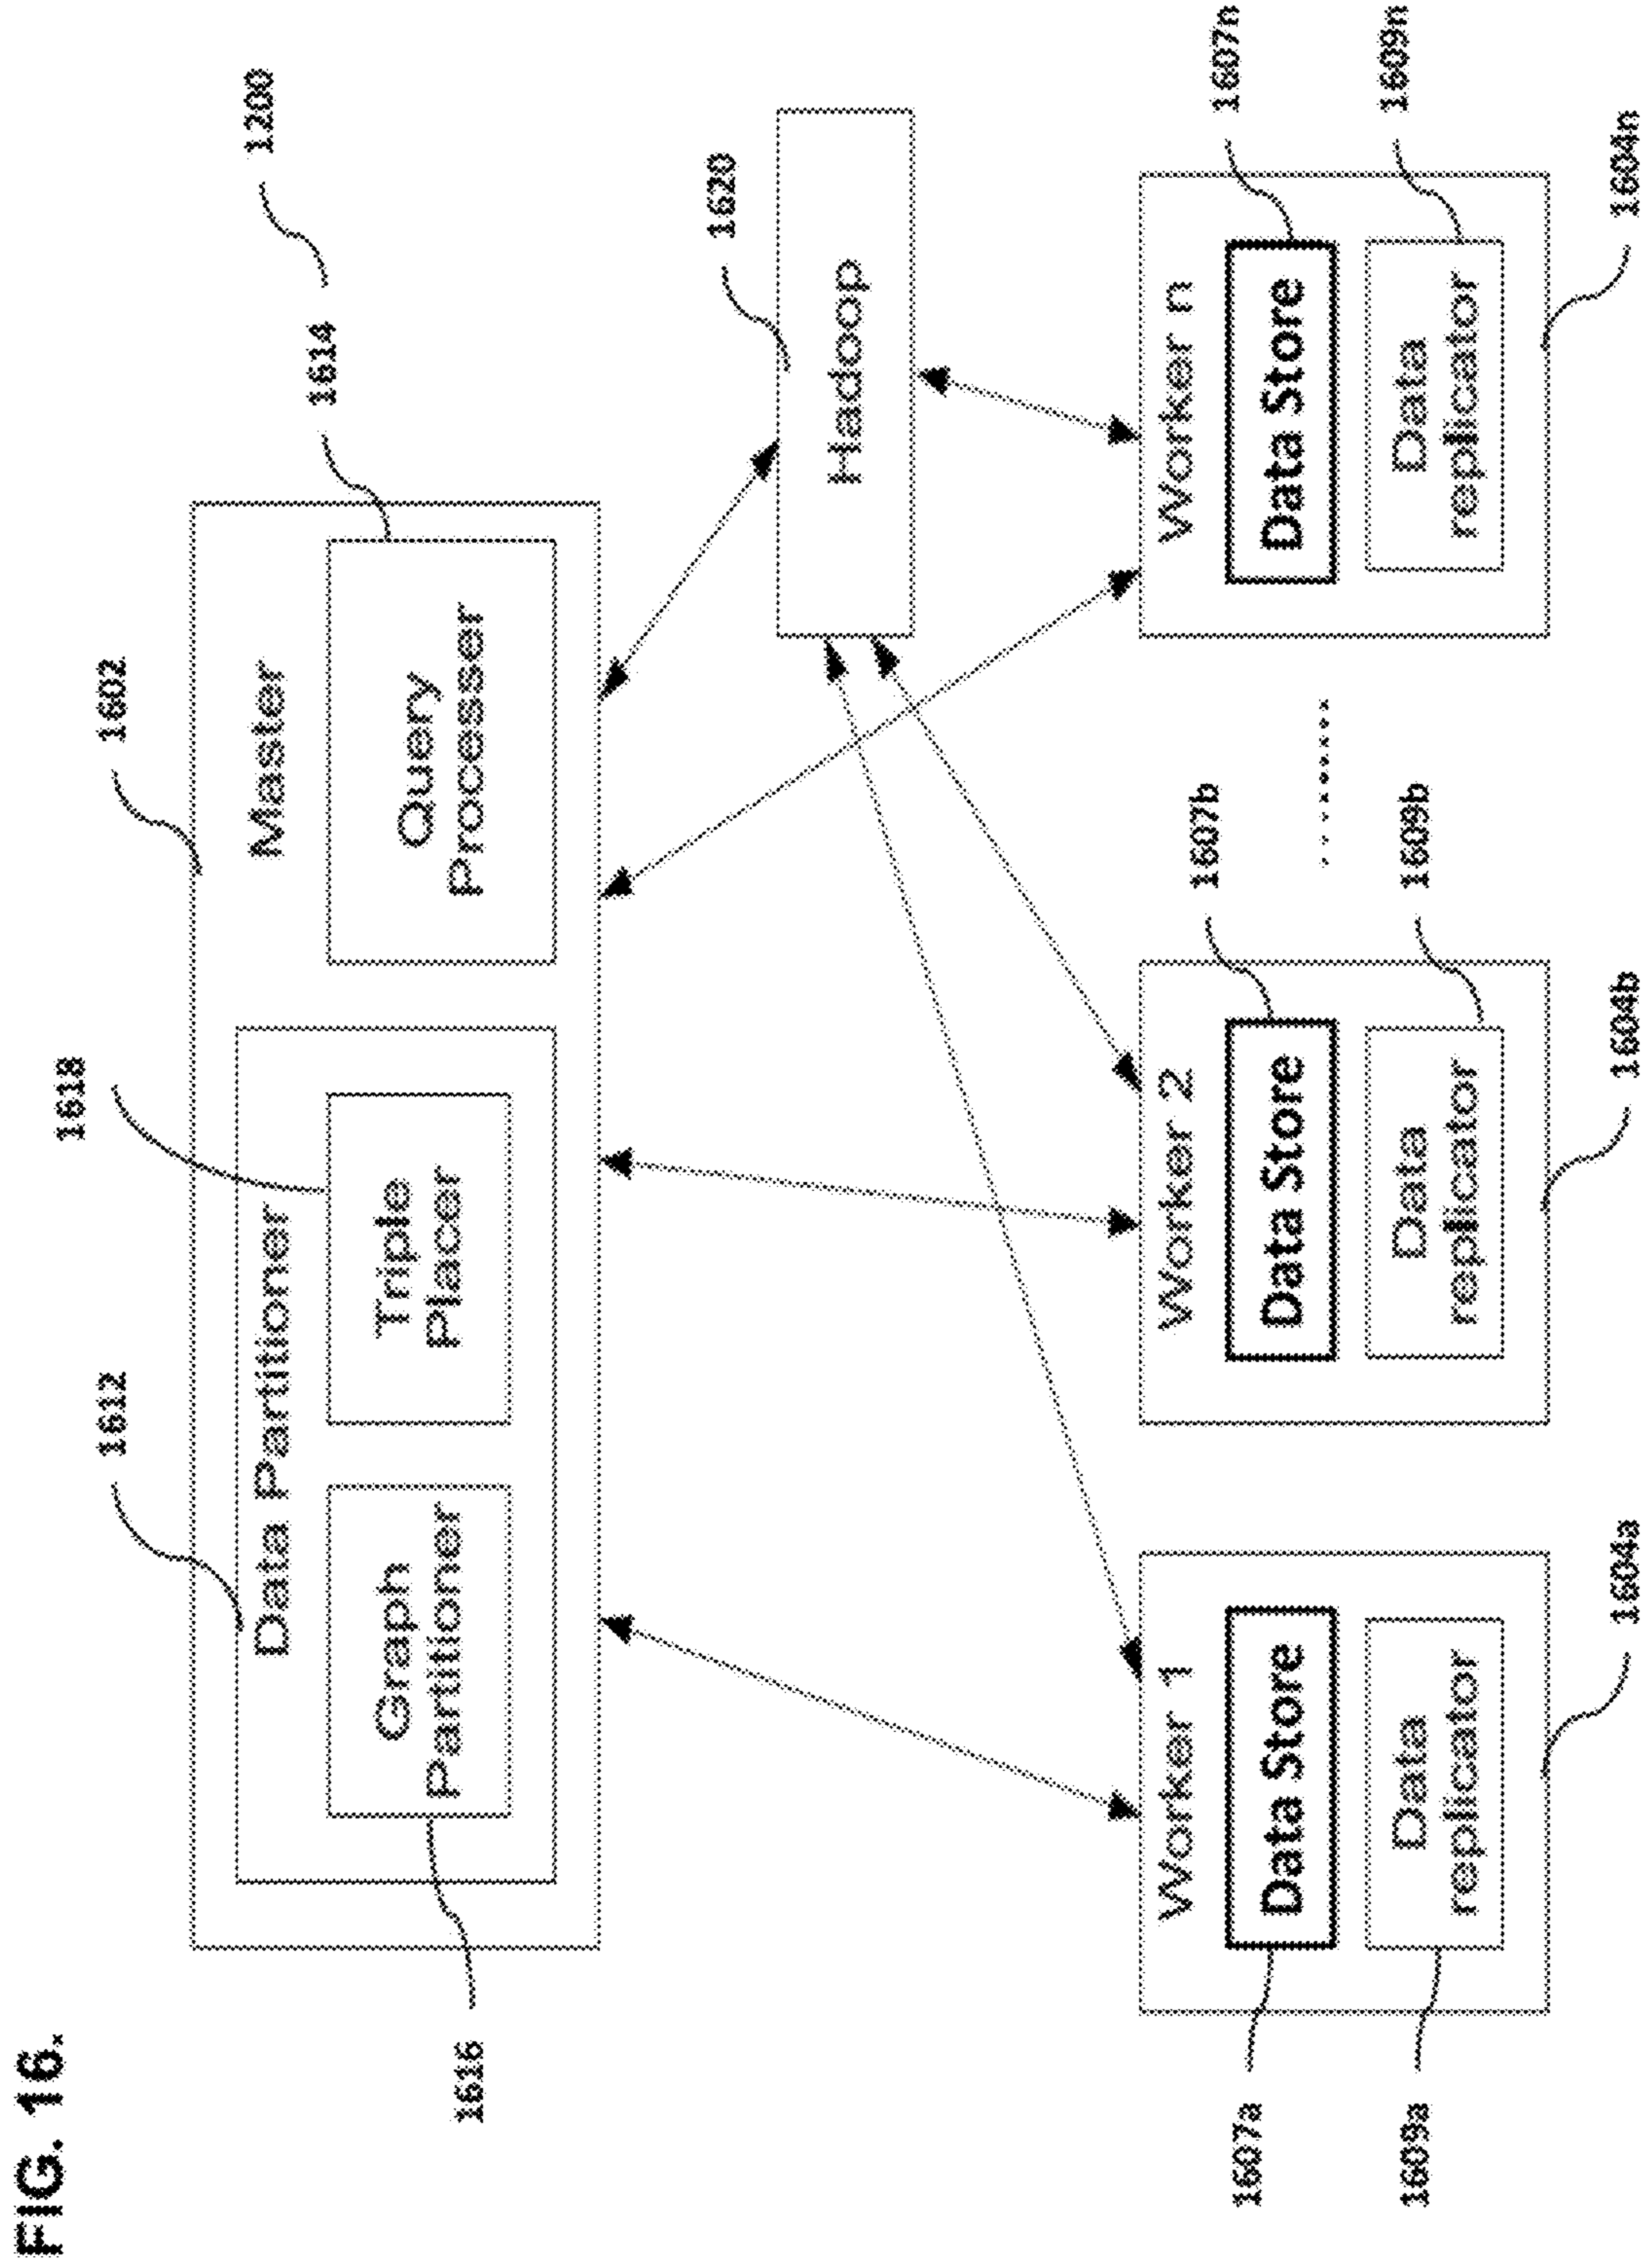 FIG. 16.
1618
1612
1602
1200
1614
Data Partitioner
Master
Graph
Partitioner
Triple
Placer
Query
Processer
1616
1620
Hadoop
Worker 1
Data Store
Data
replicator
1607a
1609a
1604a
Worker 2
Data Store
Data
replicator
1607b
1609b
1604b
.........
Worker n
Data Store
Data
replicator
1607n
1609n
1604n